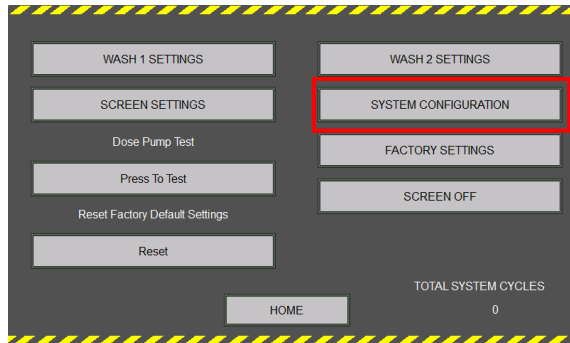 WASH 1 SETTINGS
WASH 2 SETTINGS
SCREEN SETTINGS
SYSTEM CONFIGURATION
Dose Pump Test
FACTORY SETTINGS
Press To Test
SCREEN OFF
Reset Factory Default Settings
Reset
TOTAL SYSTEM CYCLES
HOME
0